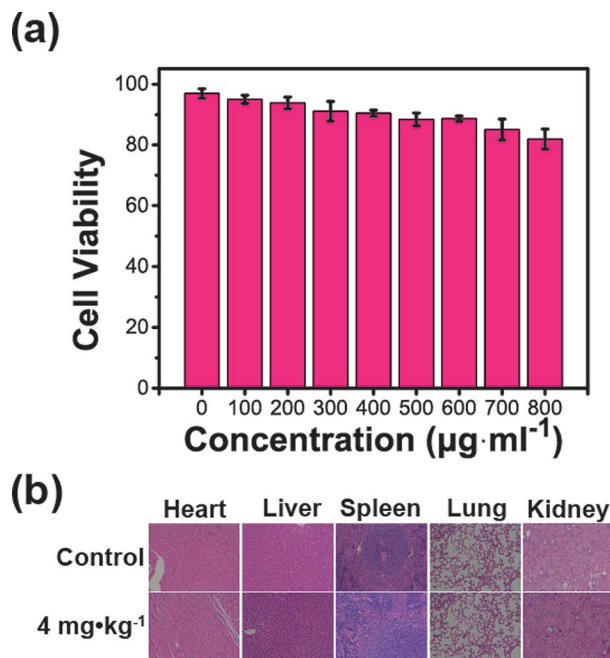 (a)
100
80
60
40
20
0
Cell Viability
0 100 200 300 400 500 600 700 800
Concentration (µg·ml⁻¹)
(b)
Heart Liver Spleen Lung Kidney
Control
4 mg•kg⁻¹